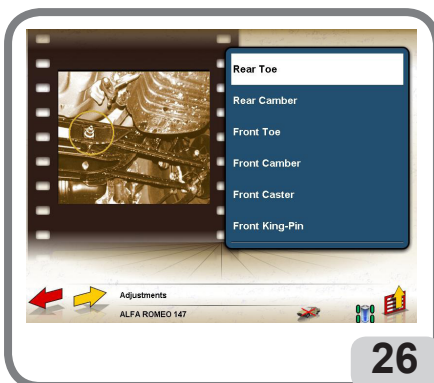 Rear Toe
Rear Camber
Front Toe
Front Camber
Front Caster
Front King-Pin
Adjustments
ALFA ROMEO 147
26